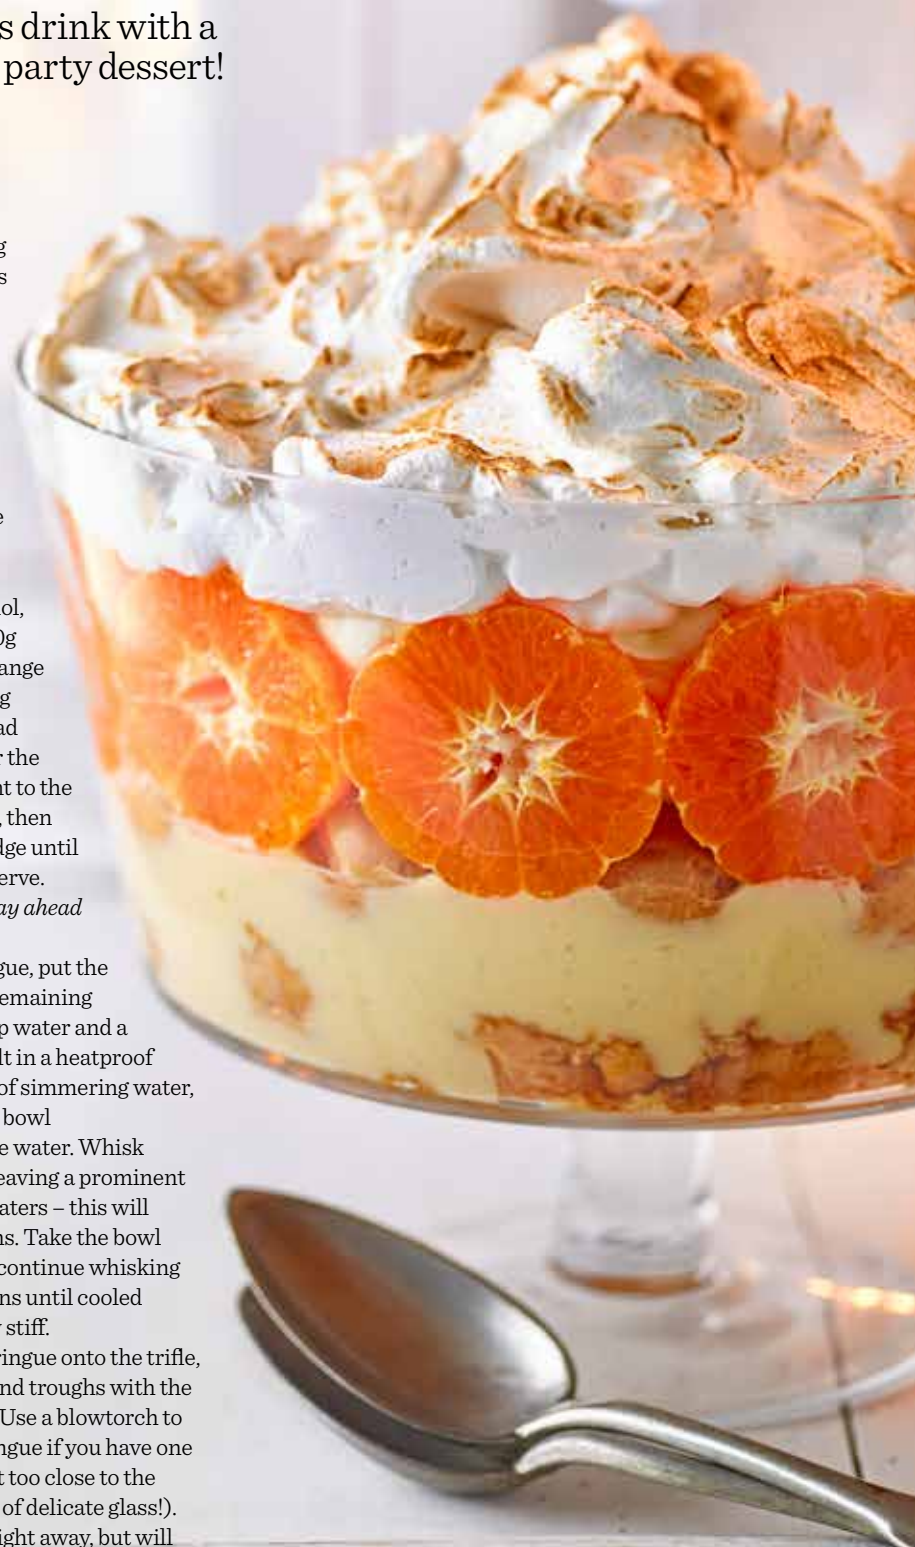 s drink with a
party dessert!
g
s
e
ol,
0g
ange
g
ad
r the
nt to the
, then
dge until
erve.
ay ahead
gue, put the
emaining
p water and a
lt in a heatproof
of simmering water,
bowl
e water. Whisk
eaving a prominent
aters – this will
ns. Take the bowl
continue whisking
ns until cooled
stiff.
ringue onto the trifle,
nd troughs with the
Use a blowtorch to
ngue if you have one
t too close to the
of delicate glass!).
ight away, but will